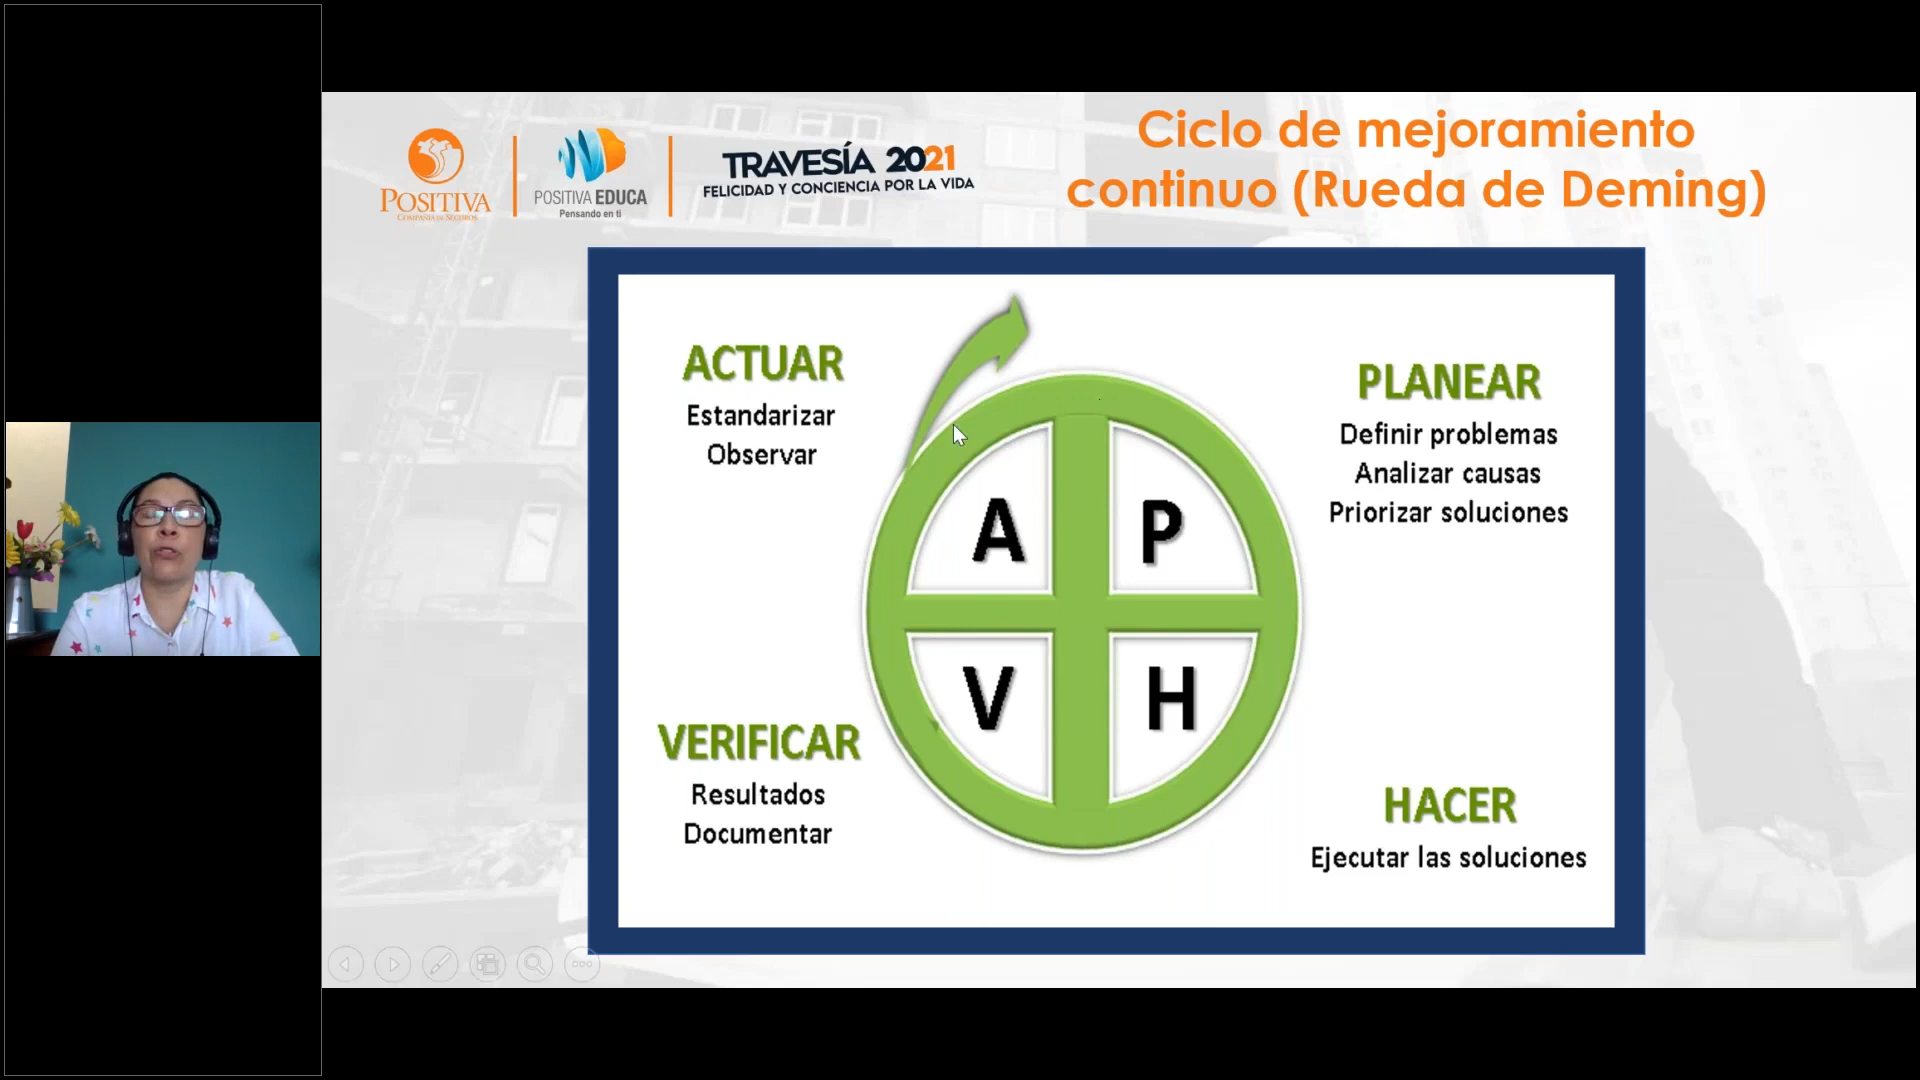 POSITIVA
COMPAÑÍA DE SEGUROS
POSITIVA EDUCA
Pensando en ti
TRAVESÍA 2021
FELICIDAD Y CONCIENCIA POR LA VIDA
Ciclo de mejoramiento
continuo (Rueda de Deming)
ACTUAR
Estandarizar
Observar
PLANEAR
Definir problemas
Analizar causas
Priorizar soluciones
A
P
V
H
VERIFICAR
Resultados
Documentar
HACER
Ejecutar las soluciones